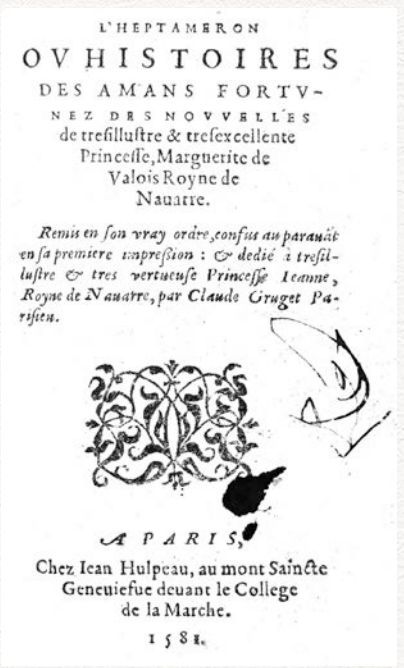 L'HEPTAMERON
OV HISTOIRES
DES AMANS FORTV-
NEZ DES NOVVELLES
de treſilluſtre & treſexcellente
Princeſſe, Marguerite de
Valois Royne de
Nauarre.
Remis en ſon vray ordre, confus au parauāt
en ſa premiere impreſsion : & dedié à treſil-
luſtre & tres vertueuſe Princeſſe Ieanne,
Royne de Nauarre, par Claude Gruget Pa-
riſien.
A PARIS,
Chez Iean Hulpeau, au mont Saincte
Geneuiefue deuant le College
de la Marche.
1581.